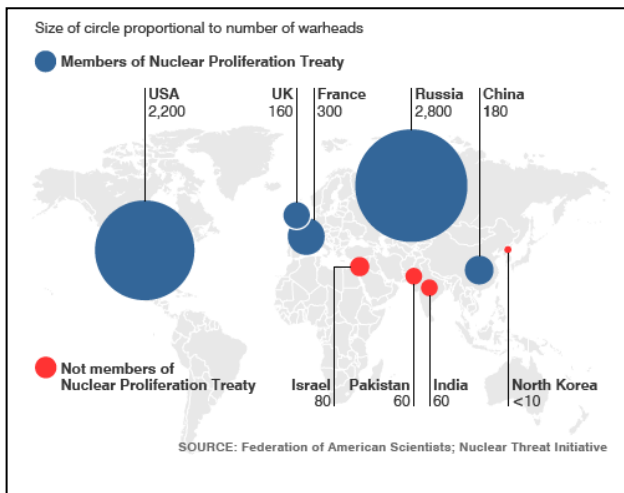 Size of circle proportional to number of warheads
Members of Nuclear Proliferation Treaty
USA
2,200
UK
160
France
300
Russia
2,800
China
180
Not members of
Nuclear Proliferation Treaty
Israel
80
Pakistan
60
India
60
North Korea
<10
SOURCE: Federation of American Scientists; Nuclear Threat Initiative